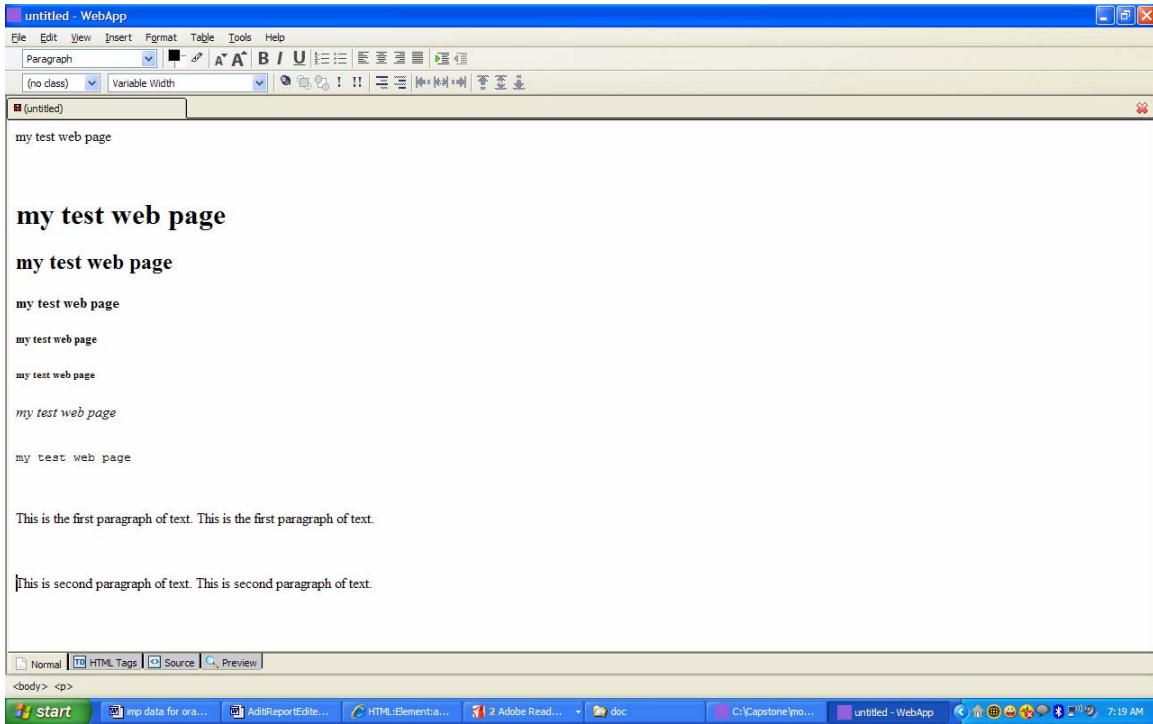 untitled - WebApp
File Edit View Insert Format Table Tools Help
Paragraph A A B I U
(no class) Variable Width ! !!
(untitled)
my test web page
my test web page
my test web page
my test web page
my test web page
my test web page
my test web page
my test web page
This is the first paragraph of text. This is the first paragraph of text.
This is second paragraph of text. This is second paragraph of text.
Normal TD HTML Tags Source Preview
<body> <p>
start imp data for ora... AditiReportEdite... HTML:Element:a... 2 Adobe Read... doc C:\Capstone\mo... untitled - WebApp 7:19 AM